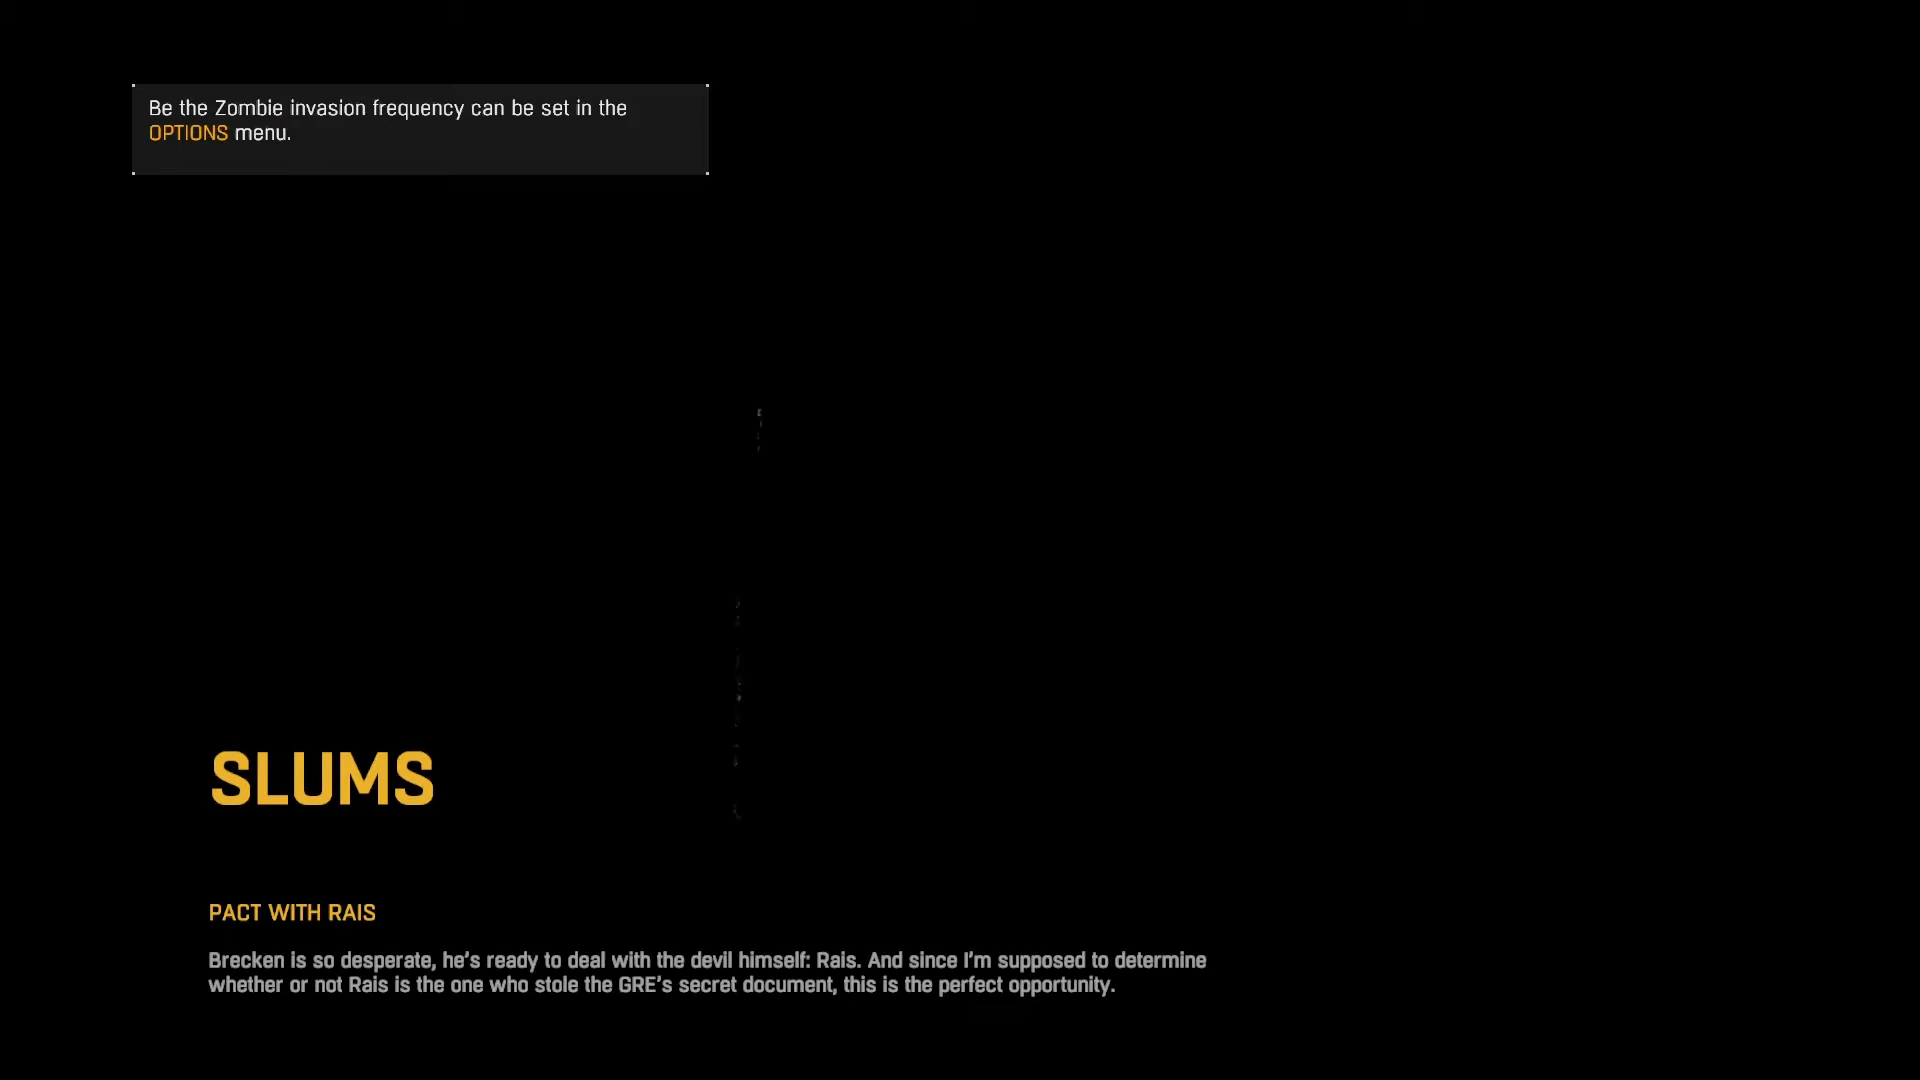 Be the Zombie invasion frequency can be set in the
OPTIONS menu.
SLUMS
PACT WITH RAIS
Brecken is so desperate, he's ready to deal with the devil himself: Rais. And since I'm supposed to determine
whether or not Rais is the one who stole the GRE's secret document, this is the perfect opportunity.